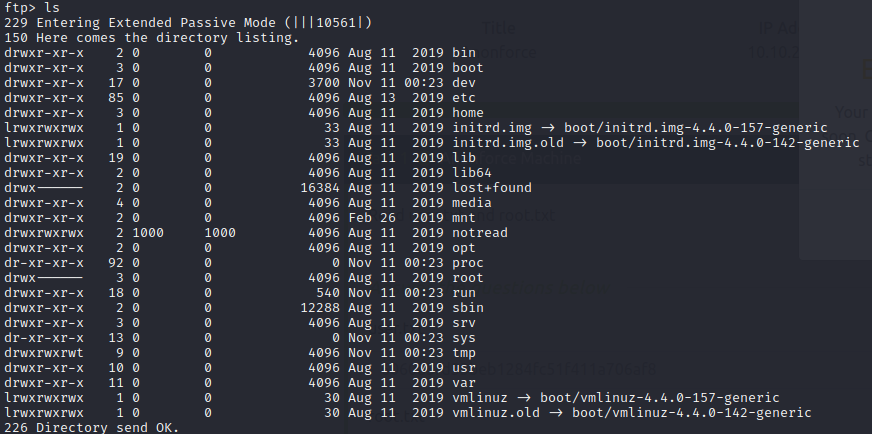 ftp> ls
229 Entering Extended Passive Mode (|||10561|)
150 Here comes the directory listing.
drwxr-xr-x    2 0        0            4096 Aug 11  2019 bin
drwxr-xr-x    3 0        0            4096 Aug 11  2019 boot
drwxr-xr-x   17 0        0            3700 Nov 11 00:23 dev
drwxr-xr-x   85 0        0            4096 Aug 13  2019 etc
drwxr-xr-x    3 0        0            4096 Aug 11  2019 home
lrwxrwxrwx    1 0        0              33 Aug 11  2019 initrd.img → boot/initrd.img-4.4.0-157-generic
lrwxrwxrwx    1 0        0              33 Aug 11  2019 initrd.img.old → boot/initrd.img-4.4.0-142-generic
drwxr-xr-x   19 0        0            4096 Aug 11  2019 lib
drwxr-xr-x    2 0        0            4096 Aug 11  2019 lib64
drwx------    2 0        0           16384 Aug 11  2019 lost+found
drwxr-xr-x    4 0        0            4096 Aug 11  2019 media
drwxr-xr-x    2 0        0            4096 Feb 26  2019 mnt
drwxrwxrwx    2 1000     1000         4096 Aug 11  2019 notread
drwxr-xr-x    2 0        0            4096 Aug 11  2019 opt
dr-xr-xr-x   92 0        0               0 Nov 11 00:23 proc
drwx------    3 0        0            4096 Aug 11  2019 root
drwxr-xr-x   18 0        0             540 Nov 11 00:23 run
drwxr-xr-x    2 0        0           12288 Aug 11  2019 sbin
drwxr-xr-x    3 0        0            4096 Aug 11  2019 srv
dr-xr-xr-x   13 0        0               0 Nov 11 00:23 sys
drwxrwxrwt    9 0        0            4096 Nov 11 00:23 tmp
drwxr-xr-x   10 0        0            4096 Aug 11  2019 usr
drwxr-xr-x   11 0        0            4096 Aug 11  2019 var
lrwxrwxrwx    1 0        0              30 Aug 11  2019 vmlinuz → boot/vmlinuz-4.4.0-157-generic
lrwxrwxrwx    1 0        0              30 Aug 11  2019 vmlinuz.old → boot/vmlinuz-4.4.0-142-generic
226 Directory send OK.